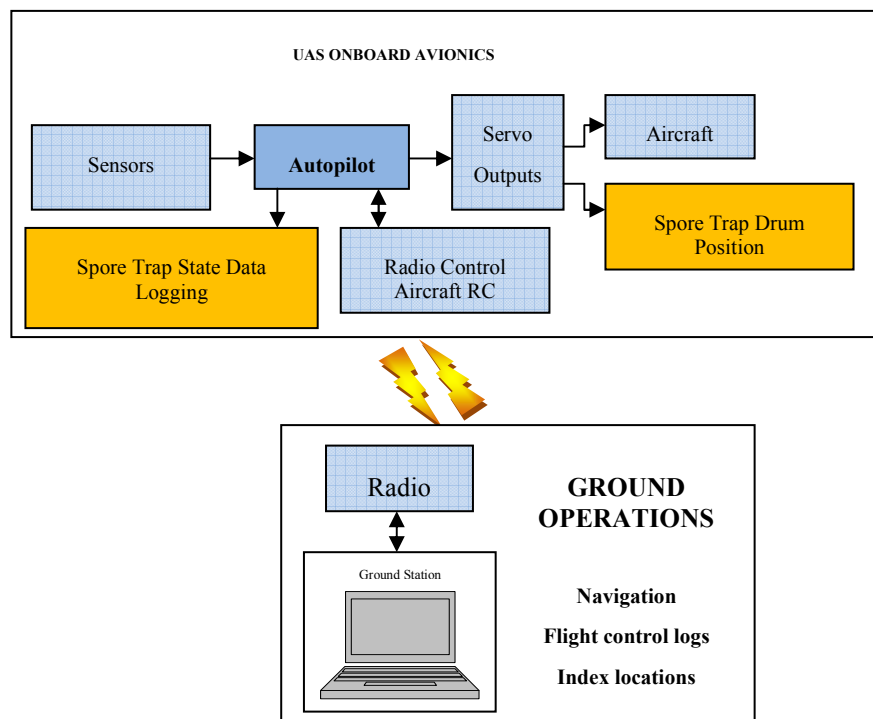 UAS ONBOARD AVIONICS
Sensors
Autopilot
Servo
Outputs
Aircraft
Spore Trap Drum
Position
Spore Trap State Data
Logging
Radio Control
Aircraft RC
Radio
GROUND
OPERATIONS
Ground Station
Navigation
Flight control logs
Index locations